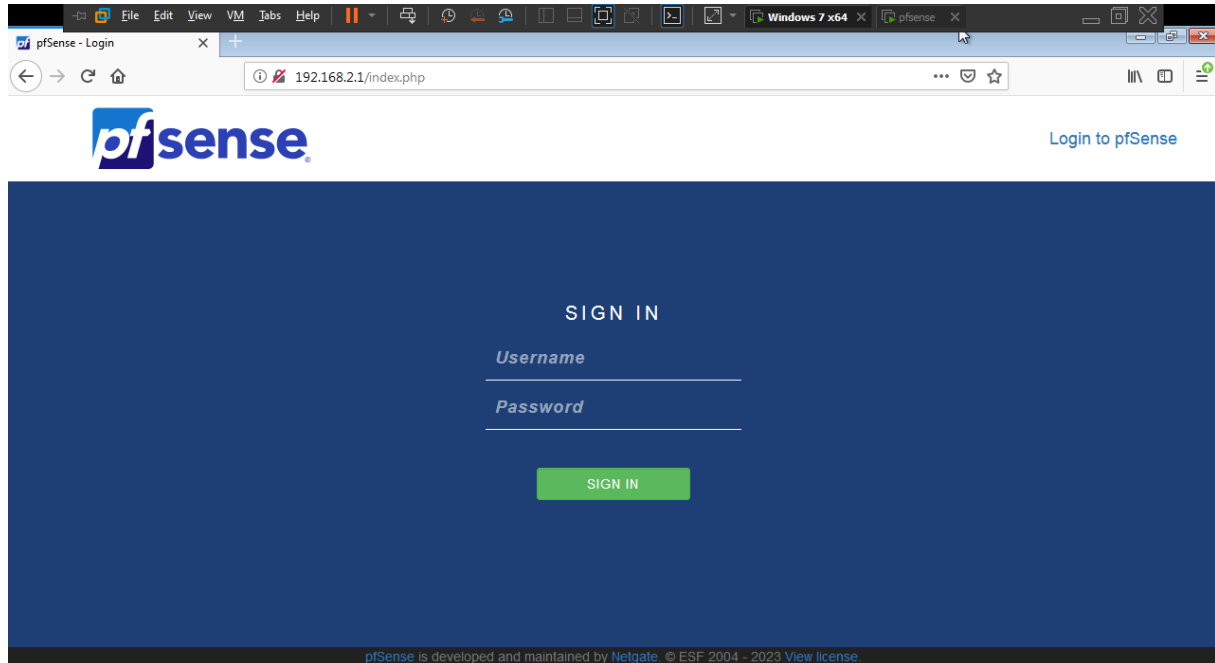 File Edit View VM Tabs Help Windows 7 x64 pfsense
pfSense - Login
192.168.2.1/index.php
pfsense
Login to pfSense
SIGN IN
Username
Password
SIGN IN
pfSense is developed and maintained by Netgate. © ESF 2004 - 2023 View license.